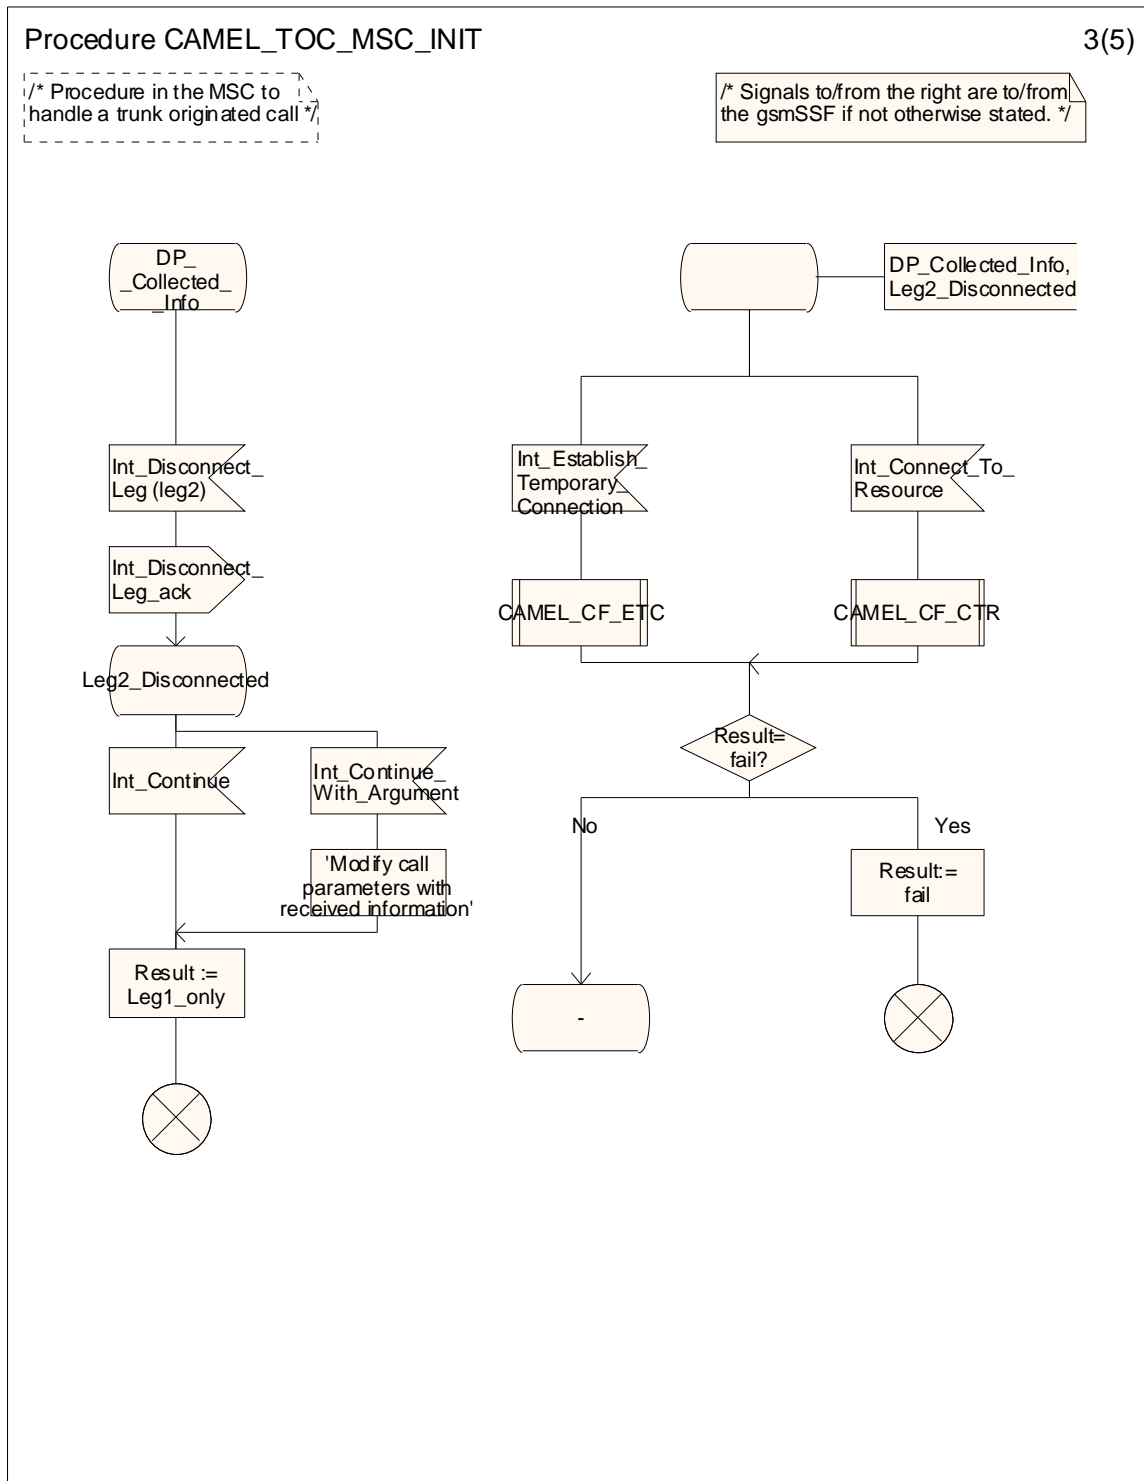 Procedure CAMEL_TOC_MSC_INIT
3(5)
/* Procedure in the MSC to
handle a trunk originated call */
/* Signals to/from the right are to/from
the gsmSSF if not otherwise stated. */
DP_
_Collected_
_Info
DP_Collected_Info,
Leg2_Disconnected
Int_Disconnect_
Leg (leg2)
Int_Establish_
Temporary_
Connection
Int_Connect_To_
Resource
Int_Disconnect_
Leg_ack
CAMEL_CF_ETC
CAMEL_CF_CTR
Leg2_Disconnected
Result=
fail?
Int_Continue
Int_Continue_
With_Argument
No
Yes
'Modify call
parameters with
received information'
Result:=
fail
Result :=
Leg1_only
-